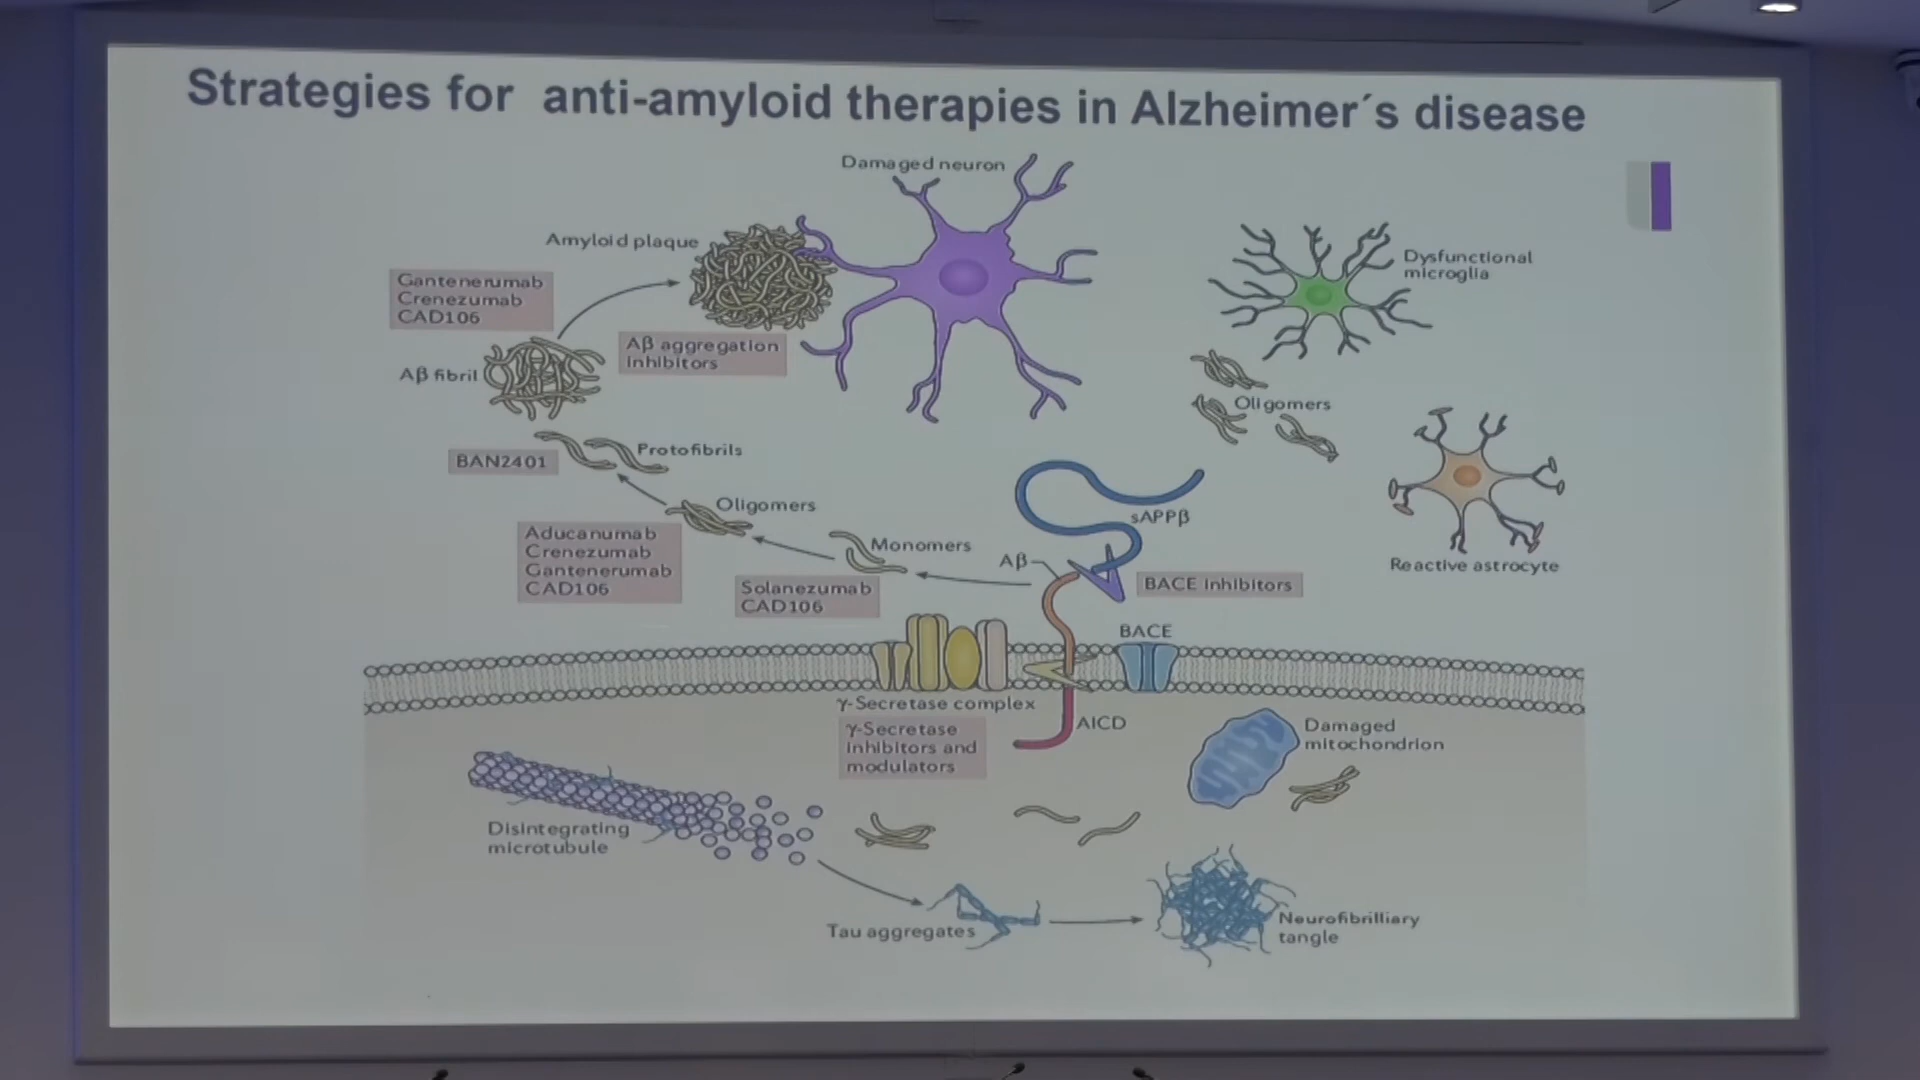 Strategies for anti-amyloid therapies in Alzheimer´s disease
Damaged neuron
Amyloid plaque
Dysfunctional
microglia
Gantenerumab
Crenezumab
CAD106
Aβ aggregation
inhibitors
Aβ fibril
Oligomers
BAN2401
Protofibrils
Oligomers
sAPPβ
Aducanumab
Crenezumab
Gantenerumab
CAD106
Monomers
Aβ
Reactive astrocyte
Solanezumab
CAD106
BACE inhibitors
BACE
γ-Secretase complex
γ-Secretase
inhibitors and
modulators
AICD
Damaged
mitochondrion
Disintegrating
microtubule
Tau aggregates
Neurofibrilliary
tangle